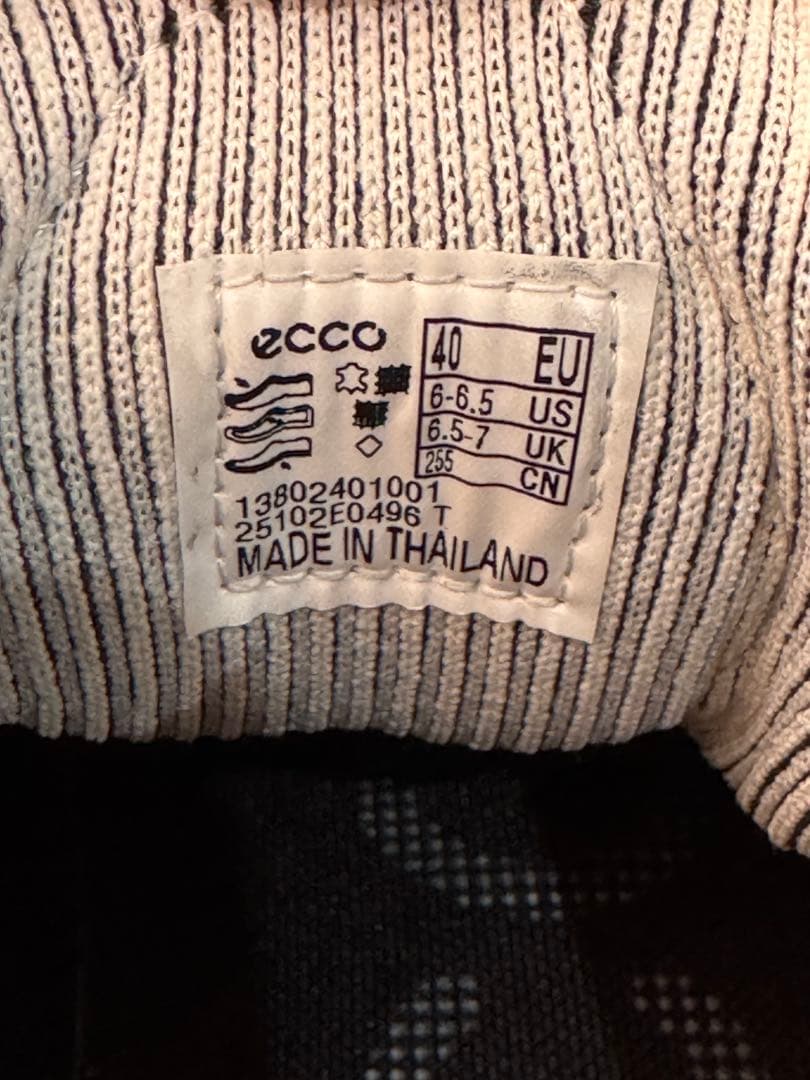 ecco
40 EU
6-6.5 US
6.5-7 UK
255 CN
13802401001
25102E0496 T
MADE IN THAILAND